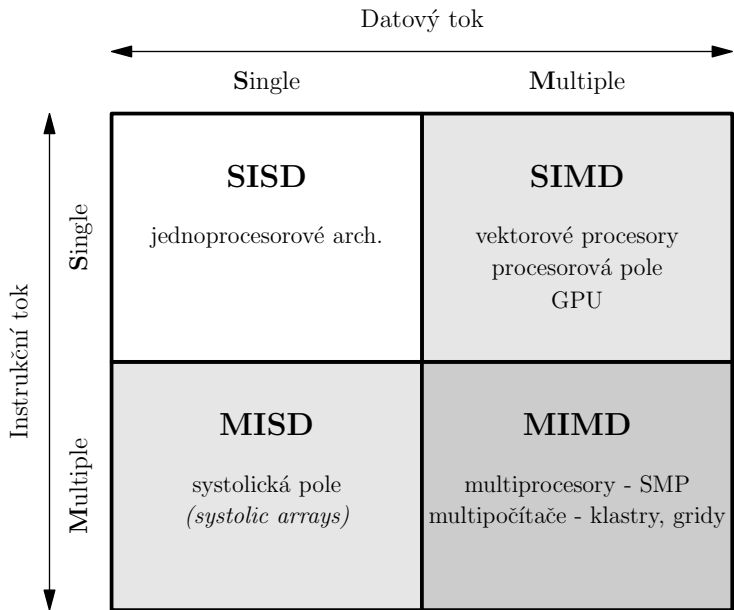 Datový tok
Single
Multiple
Instrukční tok
Single
SISD
jednoprocesorové arch.
SIMD
vektorové procesory
procesorová pole
GPU
Multiple
MISD
systolická pole
(systolic arrays)
MIMD
multiprocesory - SMP
multipočítače - klastry, gridy